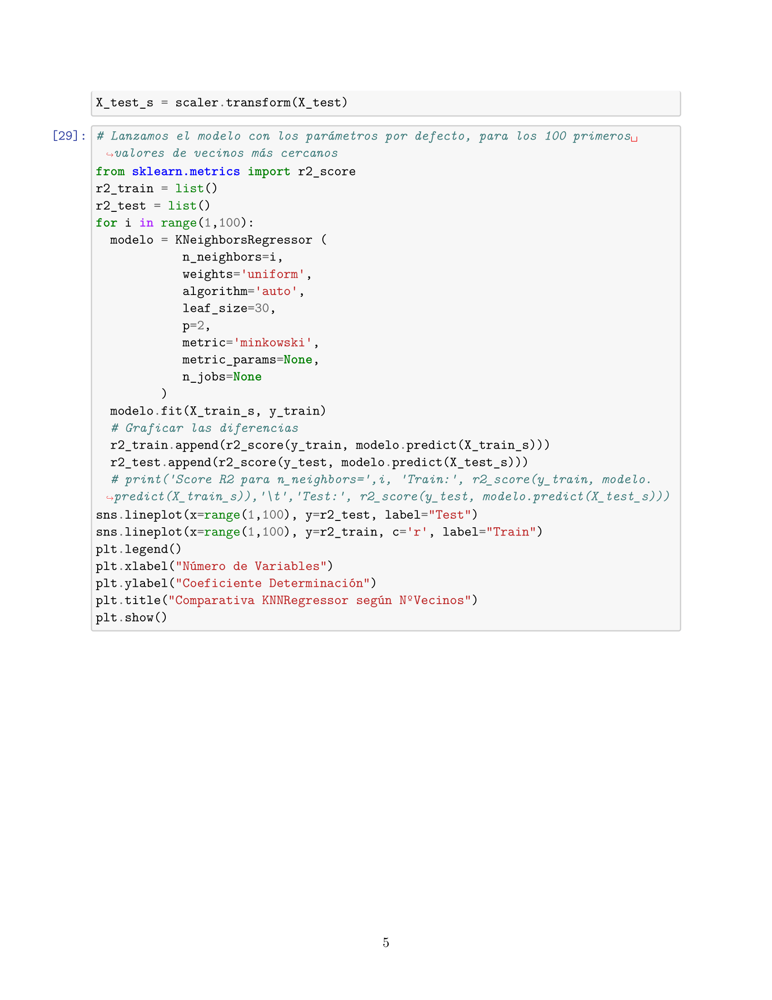 X_test_s = scaler.transform(X_test)
[29]: # Lanzamos el modelo con los parámetros por defecto, para los 100 primeros␣
↪valores de vecinos más cercanos
from sklearn.metrics import r2_score
r2_train = list()
r2_test = list()
for i in range(1,100):
  modelo = KNeighborsRegressor (
            n_neighbors=i,
            weights='uniform',
            algorithm='auto',
            leaf_size=30,
            p=2,
            metric='minkowski',
            metric_params=None,
            n_jobs=None
         )
  modelo.fit(X_train_s, y_train)
  # Graficar las diferencias
  r2_train.append(r2_score(y_train, modelo.predict(X_train_s)))
  r2_test.append(r2_score(y_test, modelo.predict(X_test_s)))
  # print('Score R2 para n_neighbors=',i, 'Train:', r2_score(y_train, modelo.
↪predict(X_train_s)),'\t','Test:', r2_score(y_test, modelo.predict(X_test_s)))
sns.lineplot(x=range(1,100), y=r2_test, label="Test")
sns.lineplot(x=range(1,100), y=r2_train, c='r', label="Train")
plt.legend()
plt.xlabel("Número de Variables")
plt.ylabel("Coeficiente Determinación")
plt.title("Comparativa KNNRegressor según NºVecinos")
plt.show()
5